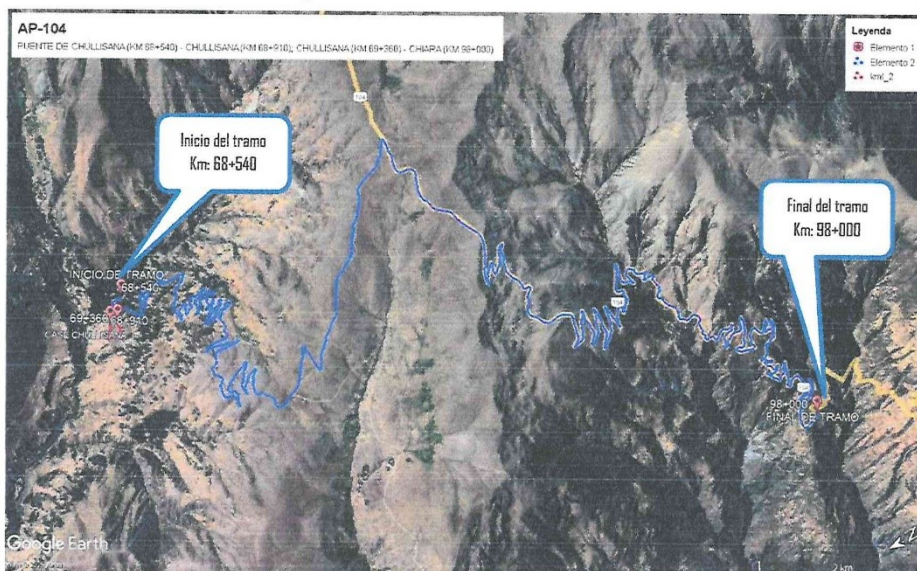 AP-104
PUENTE DE CHULLISANA (KM 68+540) - CHULLISANA (KM 68+910); CHULLISANA (KM 69+360) - CHIARA (KM 98+000)
Leyenda
Elemento 1
Elemento 2
kml_2
104
Inicio del tramo
Km: 68+540
Final del tramo
Km: 98+000
INICIO DE TRAMO
68+540
69+360
68+910
CASE CHULLISANA
104
98+000
FINAL DE TRAMO
Google Earth
2 km